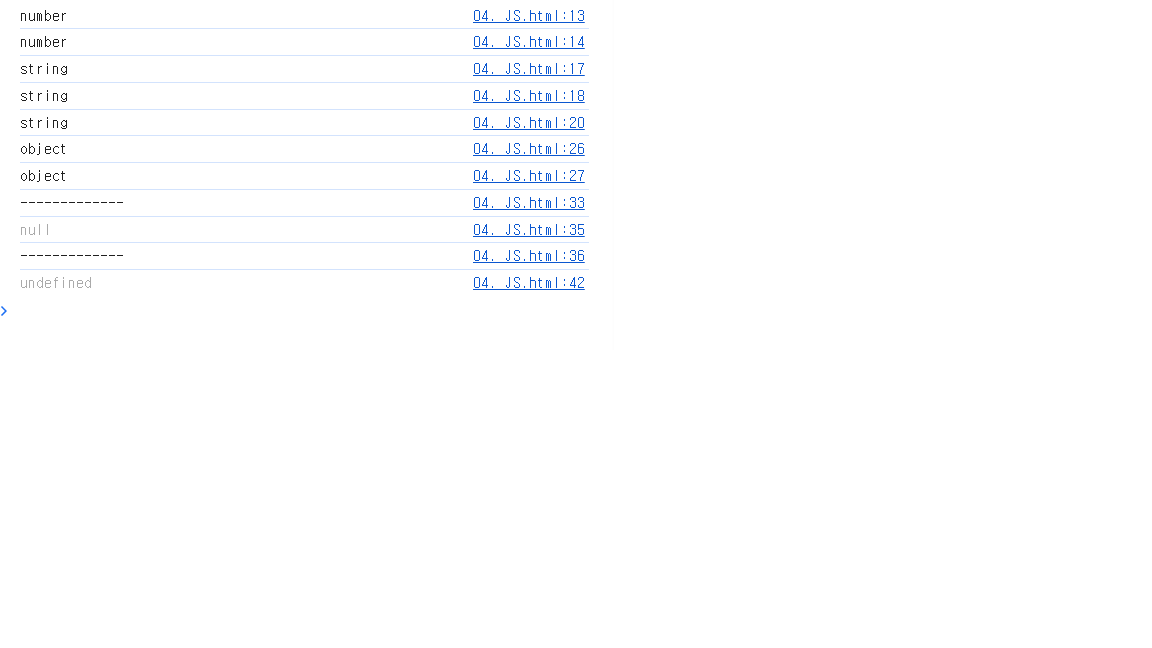 number 04. JS.html:13
number 04. JS.html:14
string 04. JS.html:17
string 04. JS.html:18
string 04. JS.html:20
object 04. JS.html:26
object 04. JS.html:27
------------- 04. JS.html:33
null 04. JS.html:35
------------- 04. JS.html:36
undefined 04. JS.html:42